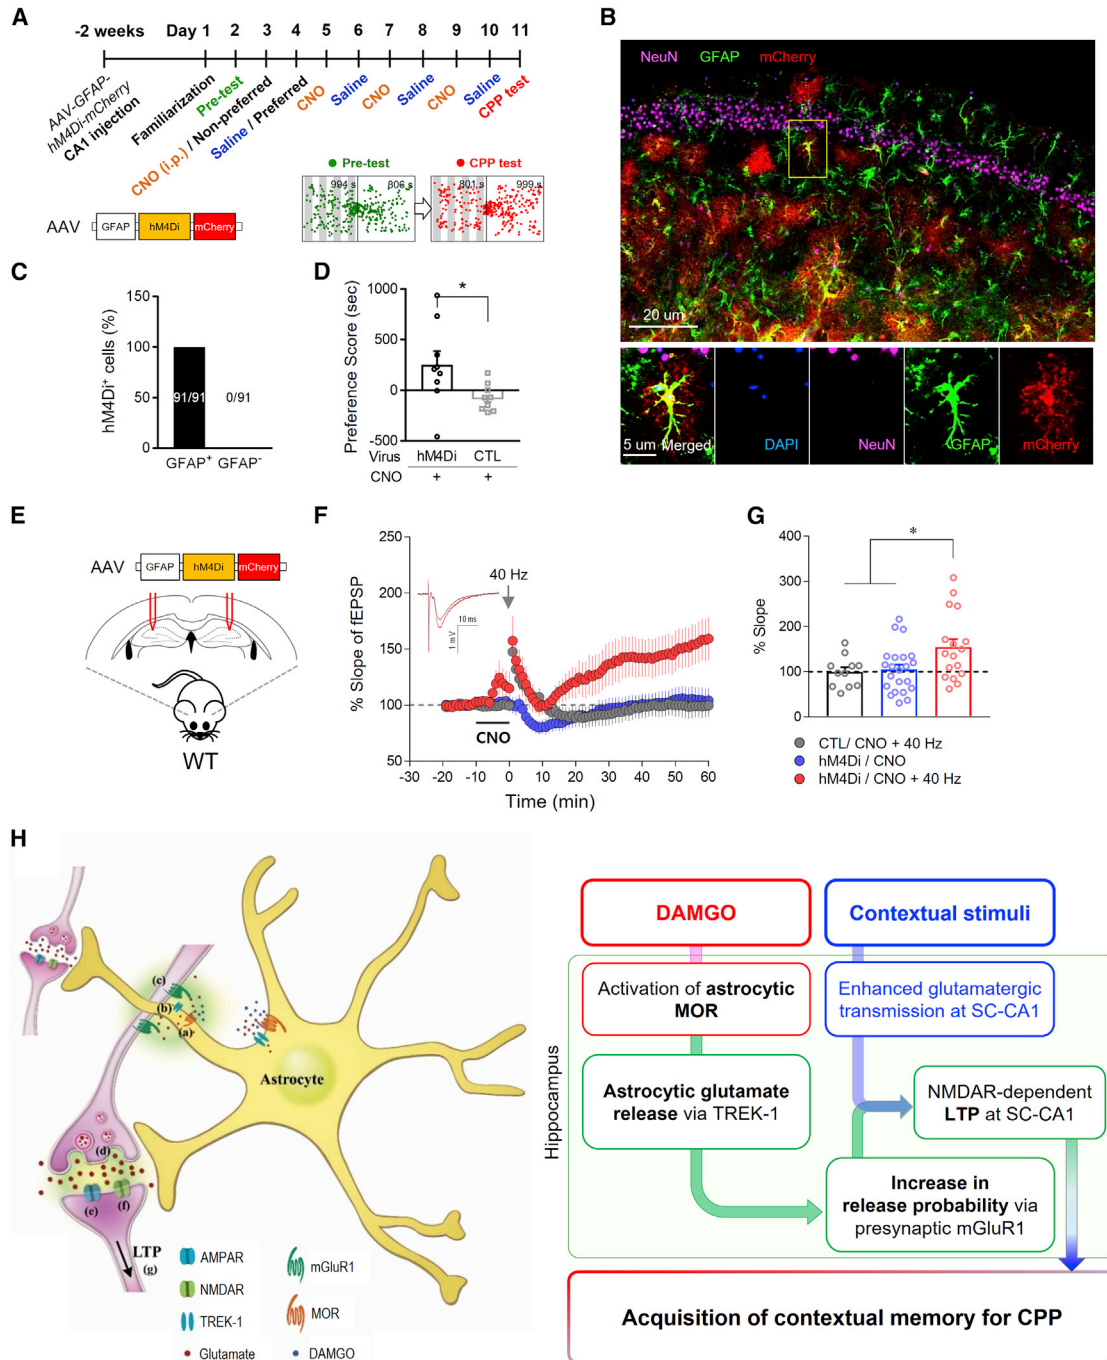 A
-2 weeks Day 1 2 3 4 5 6 7 8 9 10 11
AAV-GFAP-
hM4Di-mCherry
CA1 injection
Familiarization
Pre-test
CNO (i.p.) / Non-preferred
Saline / Preferred
CNO
Saline
CNO
Saline
CNO
Saline
CPP test
Pre-test
CPP test
994 s 806 s
801 s 999 s
AAV GFAP hM4Di mCherry
B
NeuN GFAP mCherry
20 um
5 um Merged
DAPI
NeuN
GFAP
mCherry
C
hM4Di⁺ cells (%)
150
100
50
0
91/91 0/91
GFAP⁺ GFAP⁻
D
Preference Score (sec)
1000
500
0
-500
*
Virus hM4Di CTL
CNO + +
E
AAV GFAP hM4Di mCherry
WT
F
% Slope of fEPSP
250
200
150
100
50
40 Hz
1 mV
10 ms
CNO
-30 -20 -10 0 10 20 30 40 50 60
Time (min)
G
% Slope
400
300
200
100
0
*
CTL/ CNO + 40 Hz
hM4Di / CNO
hM4Di / CNO + 40 Hz
H
(c)
(b)
(a)
Astrocyte
(d)
(e)
(f)
LTP
(g)
AMPAR
NMDAR
TREK-1
Glutamate
mGluR1
MOR
DAMGO
Hippocampus
DAMGO
Contextual stimuli
Activation of astrocytic
MOR
Enhanced glutamatergic
transmission at SC-CA1
Astrocytic glutamate
release via TREK-1
NMDAR-dependent
LTP at SC-CA1
Increase in
release probability via
presynaptic mGluR1
Acquisition of contextual memory for CPP